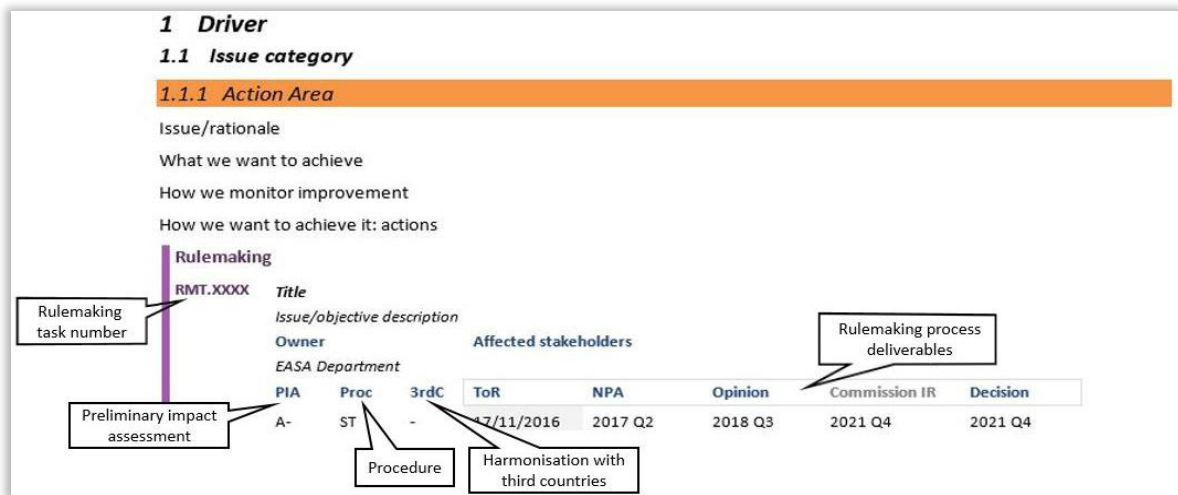 1 Driver
1.1 Issue category
1.1.1 Action Area
Issue/rationale
What we want to achieve
How we monitor improvement
How we want to achieve it: actions
Rulemaking
RMT.XXXX Title
Rulemaking
task number
Issue/objective description
Owner Affected stakeholders
Rulemaking process
deliverables
EASA Department
PIA Proc 3rdC ToR NPA Opinion Commission IR Decision
Preliminary impact
assessment
A- ST - 17/11/2016 2017 Q2 2018 Q3 2021 Q4 2021 Q4
Procedure
Harmonisation with
third countries